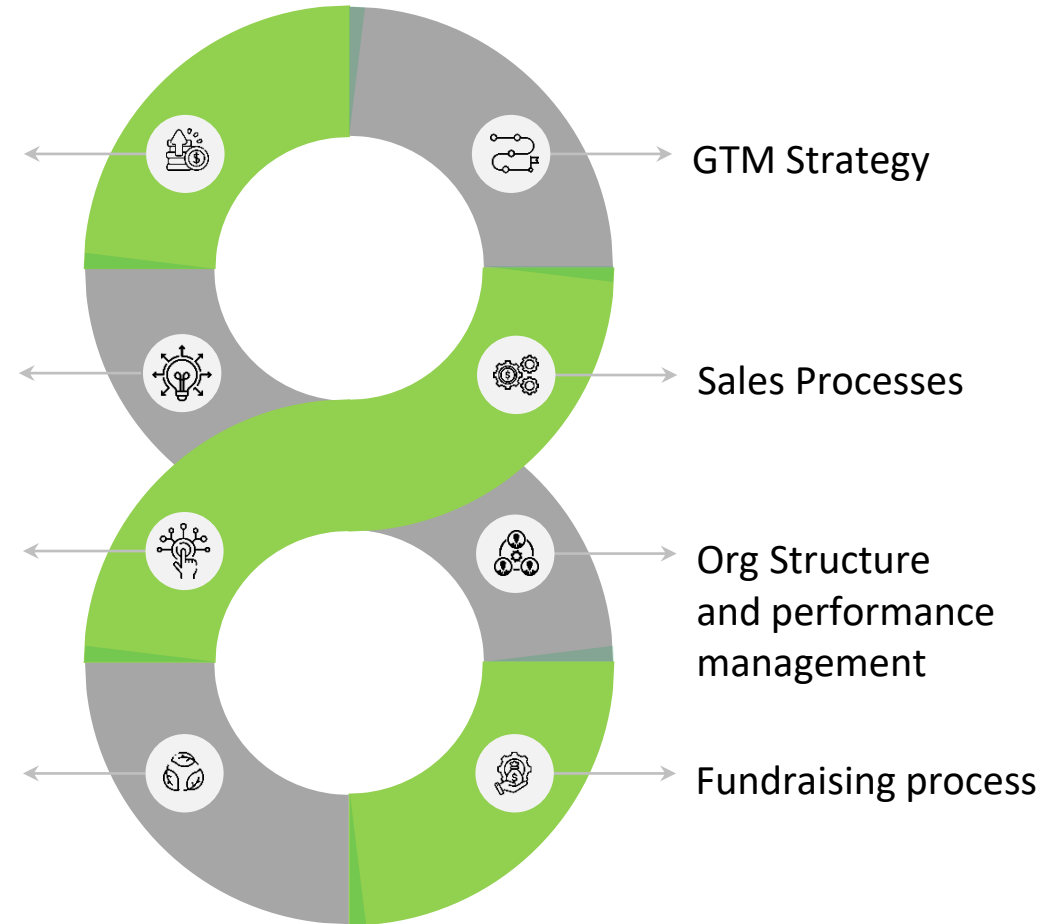 GTM Strategy
Sales Processes
Org Structure
and performance
management
Fundraising process